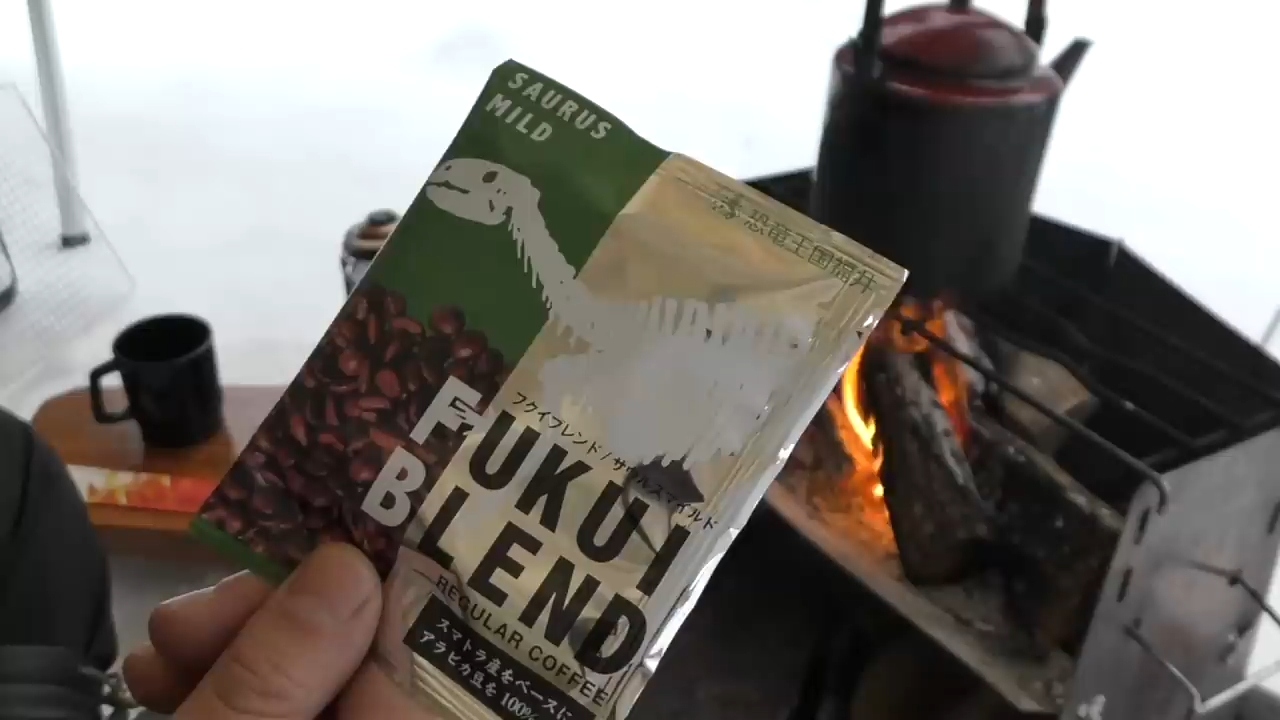 SAURUS
MILD
恐竜王国福井
フクイブレンド / サウルスマイルド
FUKUI
BLEND
REGULAR COFFEE
スマトラ産をベースに
アラビカ豆を100%